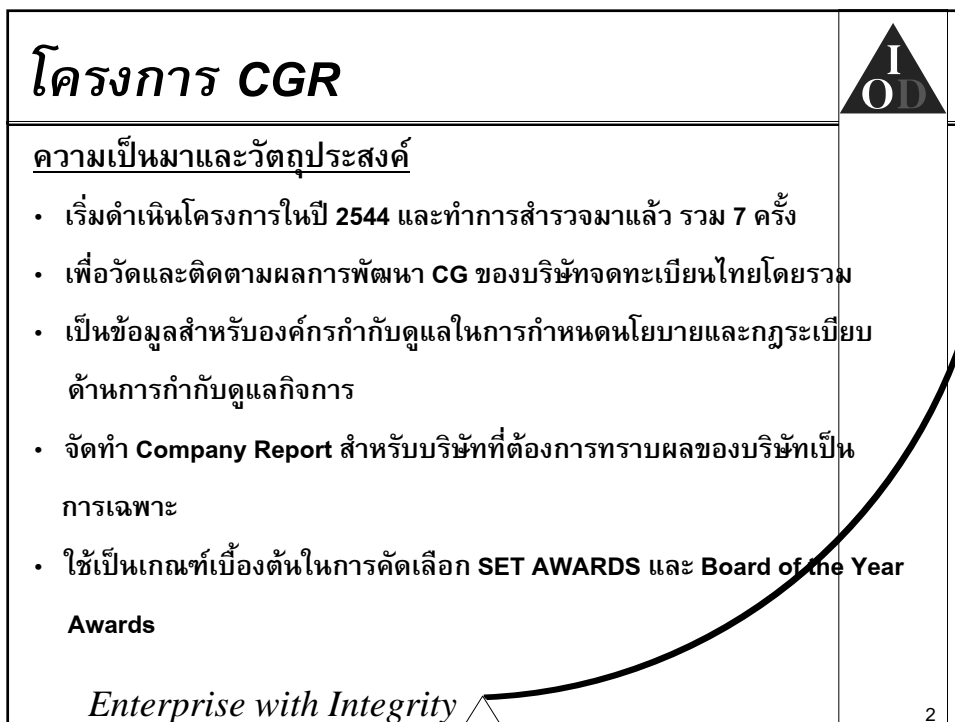 โครงการ CGR
I
OD
ความเป็นมาและวัตถุประสงค์
• เริ่มดำเนินโครงการในปี 2544 และทำการสำรวจมาแล้ว รวม 7 ครั้ง
• เพื่อวัดและติดตามผลการพัฒนา CG ของบริษัทจดทะเบียนไทยโดยรวม
• เป็นข้อมูลสำหรับองค์กรกำกับดูแลในการกำหนดนโยบายและกฎระเบียบ
ด้านการกำกับดูแลกิจการ
• จัดทำ Company Report สำหรับบริษัทที่ต้องการทราบผลของบริษัทเป็น
การเฉพาะ
• ใช้เป็นเกณฑ์เบื้องต้นในการคัดเลือก SET AWARDS และ Board of the Year
Awards
Enterprise with Integrity
2